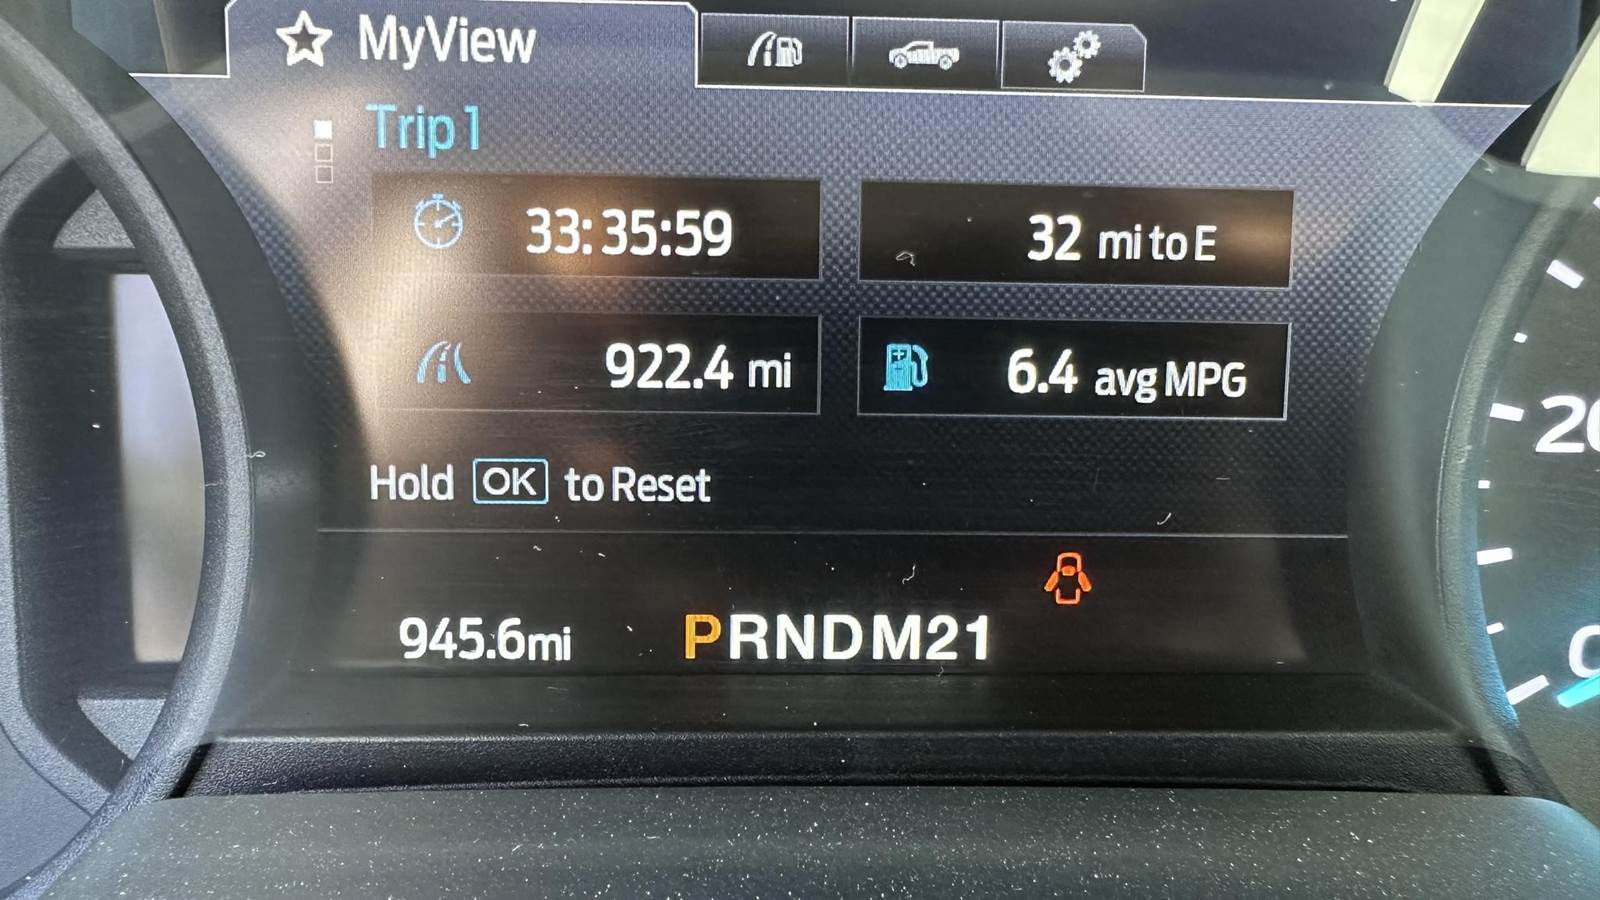 MyView
Trip 1
33:35:59
32 mi to E
922.4 mi
6.4 avg MPG
Hold OK to Reset
945.6mi
PRNDM21